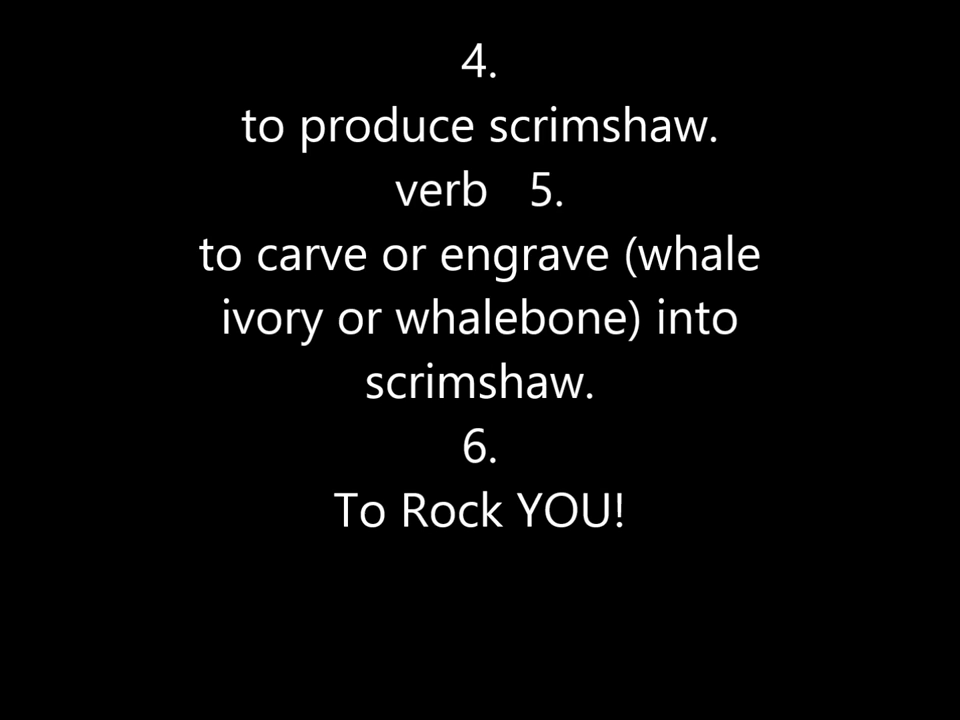 4.
to produce scrimshaw.
verb   5.
to carve or engrave (whale
ivory or whalebone) into
scrimshaw.
6.
To Rock YOU!